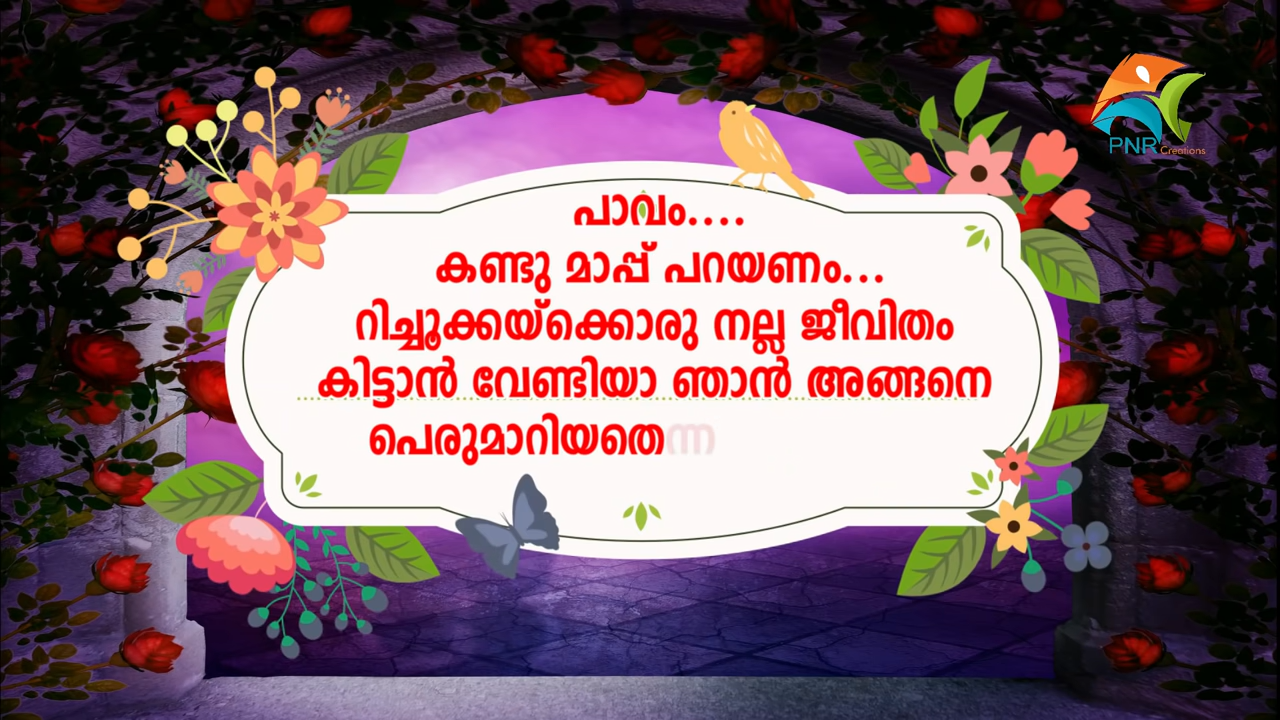 പാവം....
കണ്ടു മാപ്പ് പറയണം...
റിച്ചൂക്കയ്ക്കൊരു നല്ല ജീവിതം
കിട്ടാൻ വേണ്ടിയാ ഞാൻ അങ്ങനെ
പെരുമാറിയതെന്ന
PNR Creations